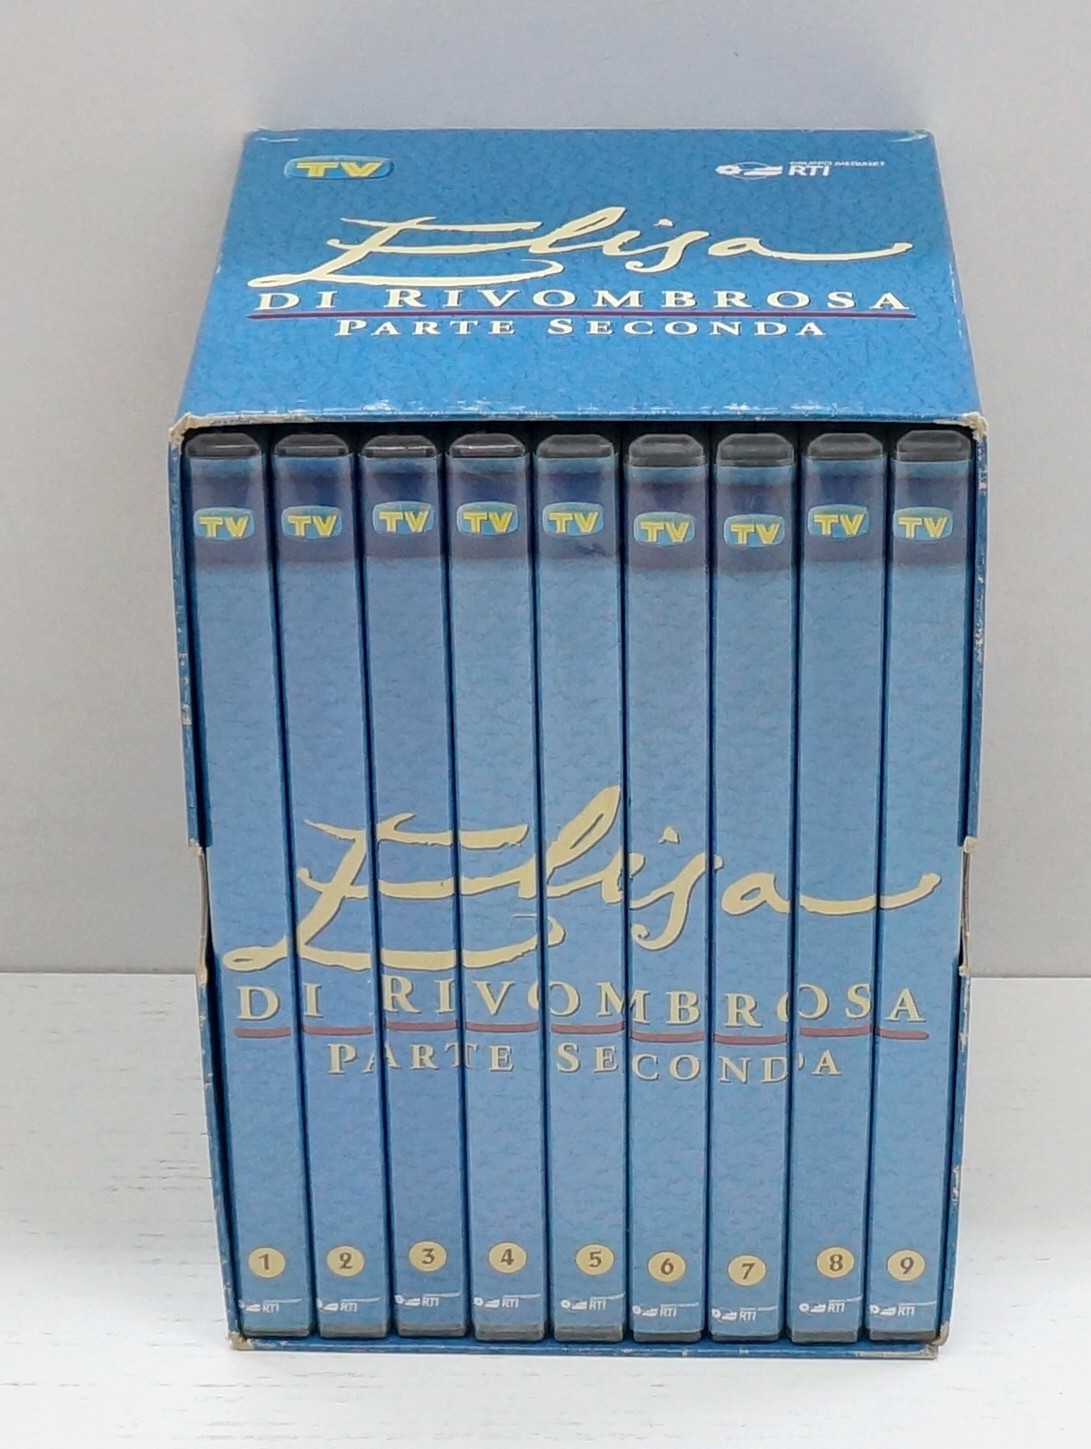 TV
GRUPPO MEDIASET
RTI
Elisa
DI RIVOMBROSA
PARTE SECONDA
TV TV TV TV TV TV TV TV TV
Elisa
DI RIVOMBROSA
PARTE SECONDA
1 2 3 4 5 6 7 8 9
RTI RTI RTI RTI RTI RTI RTI RTI RTI